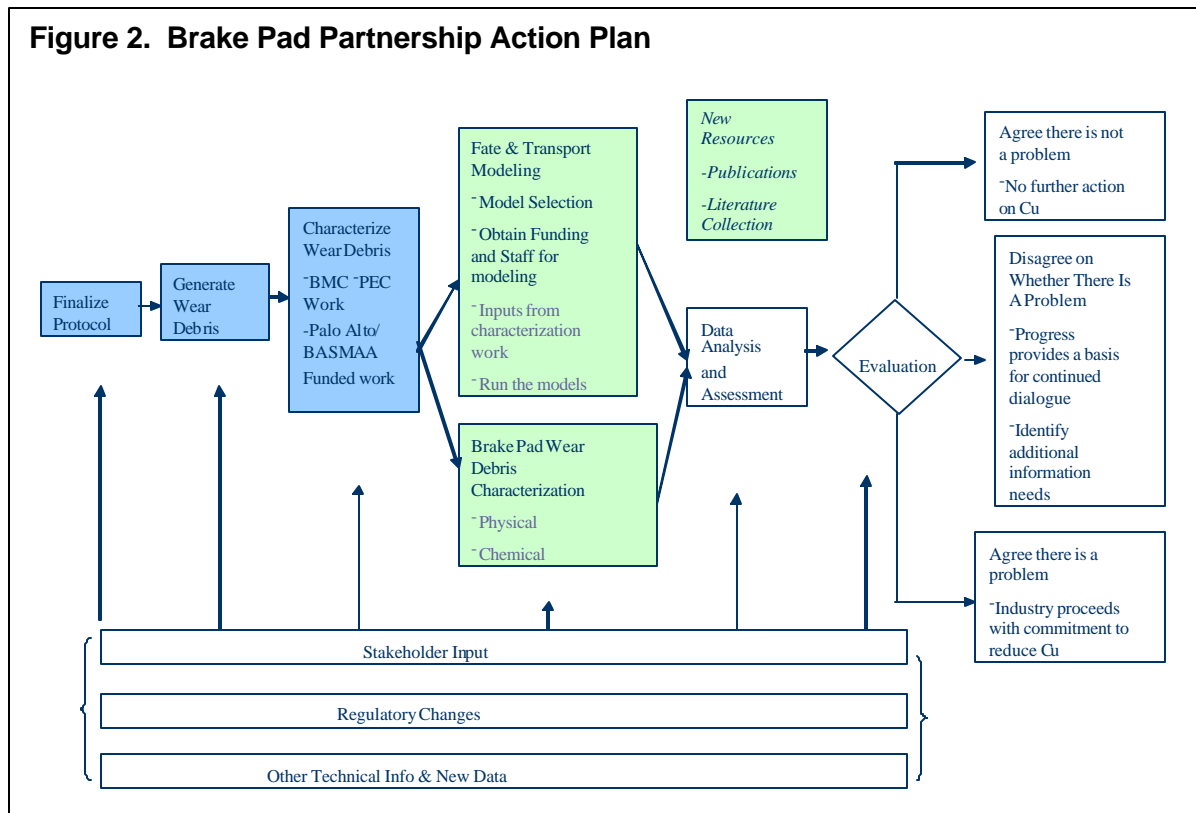 Figure 2.  Brake Pad Partnership Action Plan
Finalize
Protocol
Generate
Wear
Debris
Characterize
Wear Debris
-BMC -PEC
Work
-Palo Alto/
BASMAA
Funded work
Fate & Transport
Modeling
-Model Selection
-Obtain Funding
and Staff for
modeling
-Inputs from
characterization
work
-Run the models
Brake Pad Wear
Debris
Characterization
-Physical
-Chemical
New
Resources
-Publications
-Literature
Collection
Data
Analysis
and
Assessment
Evaluation
Agree there is not
a problem
-No further action
on Cu
Disagree on
Whether There Is
A Problem
-Progress
provides a basis
for continued
dialogue
-Identify
additional
information
needs
Agree there is a
problem
-Industry proceeds
with commitment to
reduce Cu
Stakeholder Input
Regulatory Changes
Other Technical Info & New Data